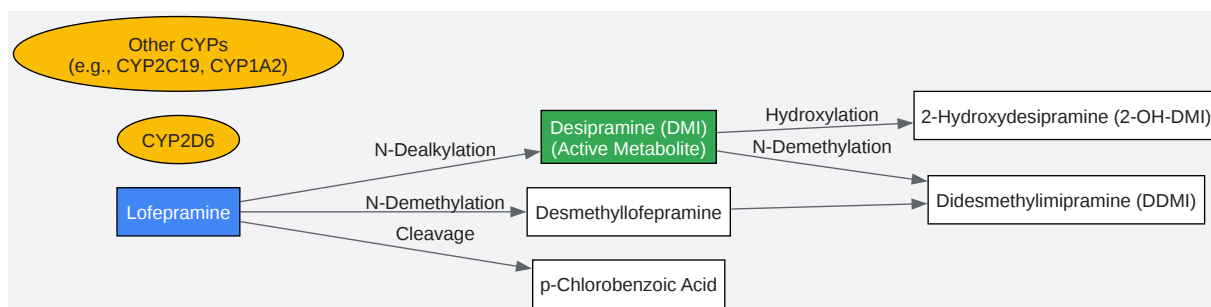 Other CYPs
(e.g., CYP2C19, CYP1A2)
CYP2D6
Lofepramine
N-Dealkylation
N-Demethylation
Cleavage
Desipramine (DMI)
(Active Metabolite)
Desmethyllofepramine
p-Chlorobenzoic Acid
Hydroxylation
N-Demethylation
2-Hydroxydesipramine (2-OH-DMI)
Didesmethylimipramine (DDMI)